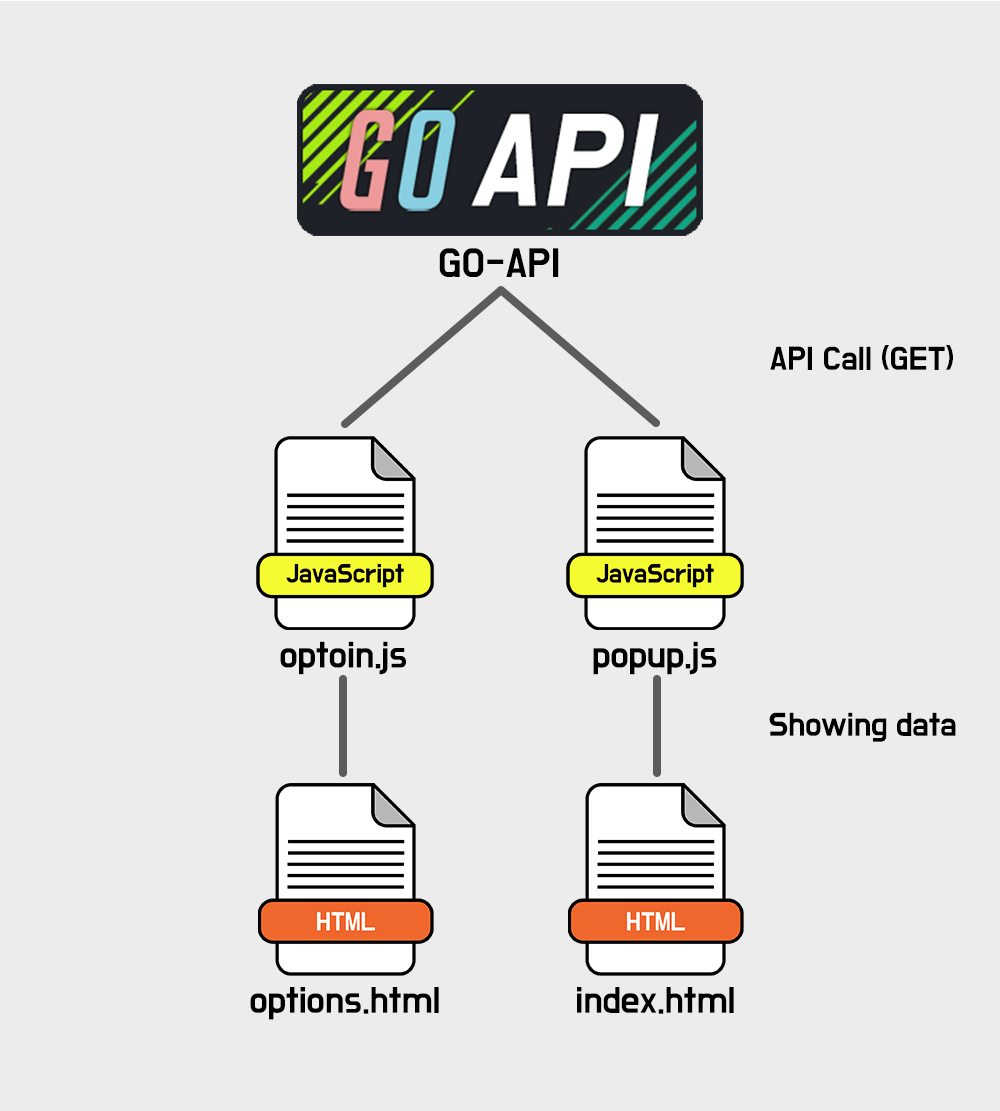 GO API
GO-API
API Call (GET)
JavaScript
JavaScript
optoin.js
popup.js
Showing data
HTML
HTML
options.html
index.html